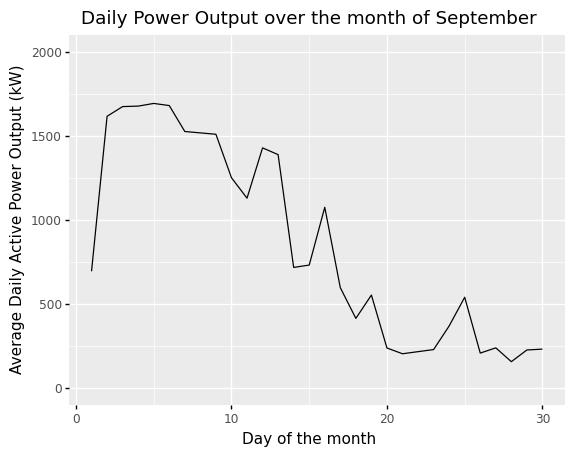 Daily Power Output over the month of September
Average Daily Active Power Output (kW)
2000
1500
1000
500
0
0 10 20 30
Day of the month